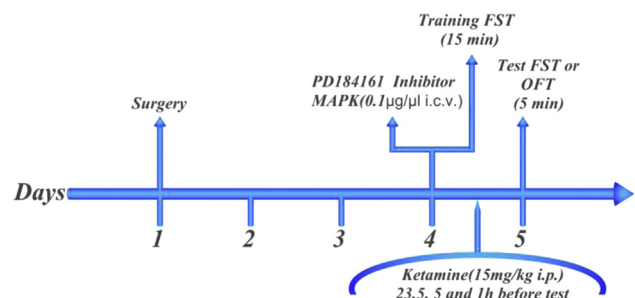 Training FST
(15 min)
PD184161 Inhibitor
MAPK(0.1µg/µl i.c.v.)
Test FST or
OFT
(5 min)
Surgery
Days
1
2
3
4
5
Ketamine(15mg/kg i.p.)
23.5, 5 and 1h before test